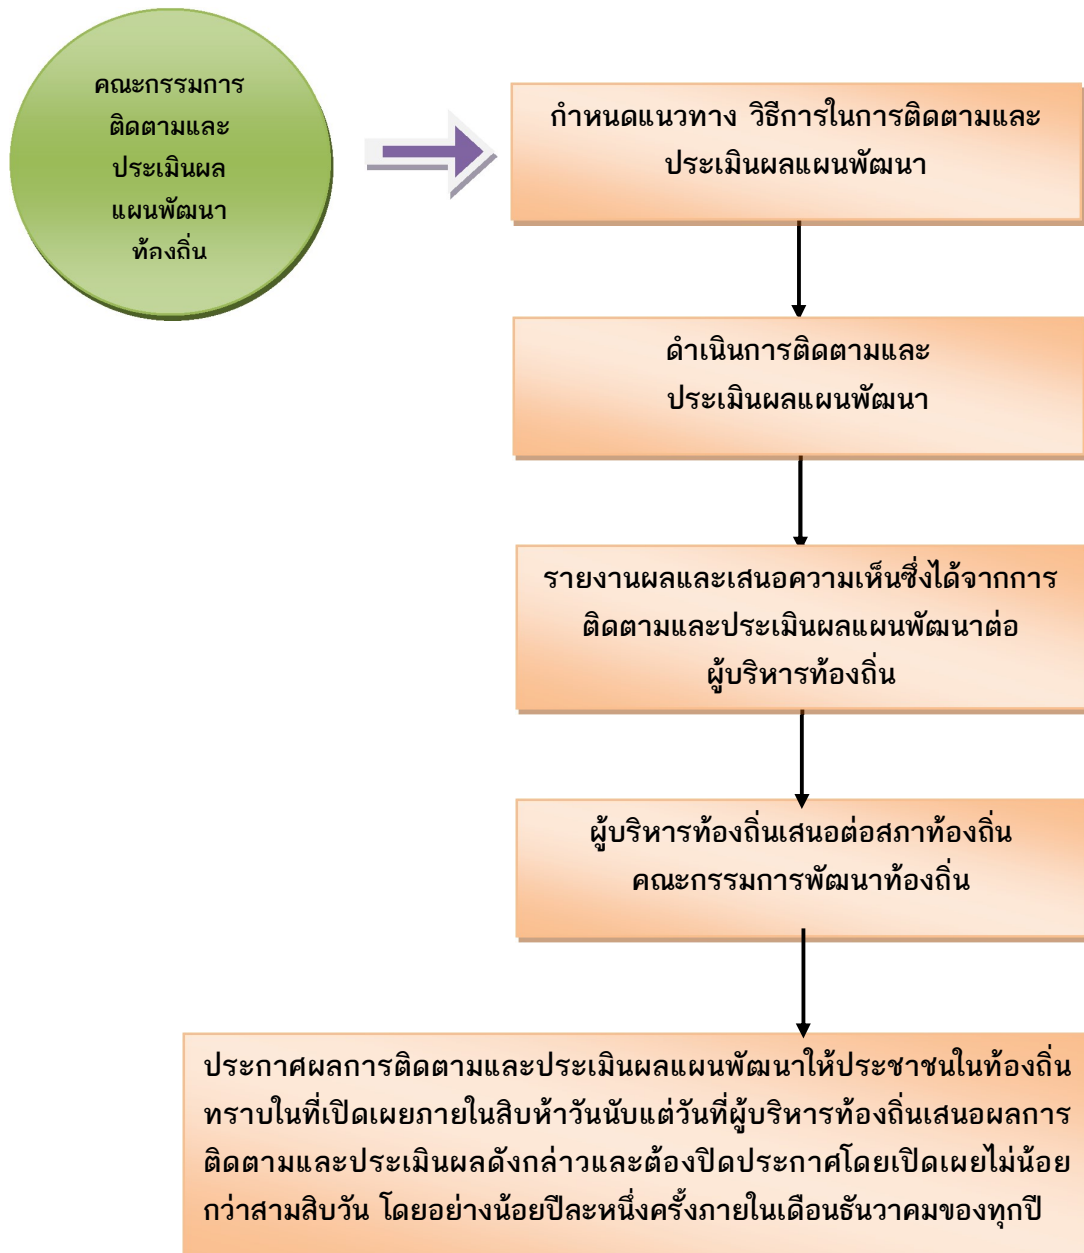 คณะกรรมการ
ติดตามและ
ประเมินผล
แผนพัฒนา
ท้องถิ่น
กำหนดแนวทาง วิธีการในการติดตามและ
ประเมินผลแผนพัฒนา
ดำเนินการติดตามและ
ประเมินผลแผนพัฒนา
รายงานผลและเสนอความเห็นซึ่งได้จากการ
ติดตามและประเมินผลแผนพัฒนาต่อ
ผู้บริหารท้องถิ่น
ผู้บริหารท้องถิ่นเสนอต่อสภาท้องถิ่น
คณะกรรมการพัฒนาท้องถิ่น
ประกาศผลการติดตามและประเมินผลแผนพัฒนาให้ประชาชนในท้องถิ่น
ทราบในที่เปิดเผยภายในสิบห้าวันนับแต่วันที่ผู้บริหารท้องถิ่นเสนอผลการ
ติดตามและประเมินผลดังกล่าวและต้องปิดประกาศโดยเปิดเผยไม่น้อย
กว่าสามสิบวัน โดยอย่างน้อยปีละหนึ่งครั้งภายในเดือนธันวาคมของทุกปี